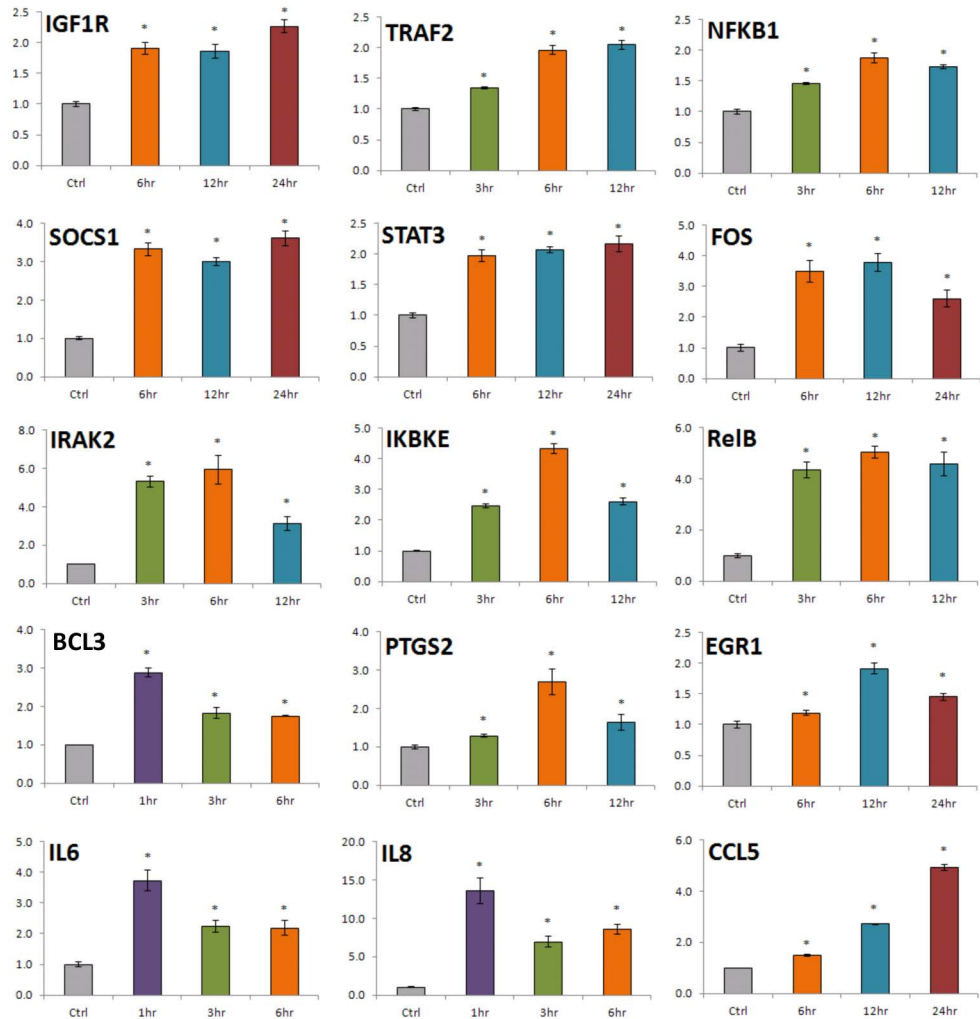 IGF1R
2.5
2.0
1.5
1.0
0.5
0.0
* * *
Ctrl 6hr 12hr 24hr
TRAF2
2.5
2.0
1.5
1.0
0.5
0.0
* * *
Ctrl 3hr 6hr 12hr
NFKB1
2.5
2.0
1.5
1.0
0.5
0.0
* * *
Ctrl 3hr 6hr 12hr
SOCS1
4.0
3.0
2.0
1.0
0.0
* * *
Ctrl 6hr 12hr 24hr
STAT3
2.5
2.0
1.5
1.0
0.5
0.0
* * *
Ctrl 6hr 12hr 24hr
FOS
5.0
4.0
3.0
2.0
1.0
0.0
* * *
Ctrl 6hr 12hr 24hr
IRAK2
8.0
6.0
4.0
2.0
0.0
* * *
Ctrl 3hr 6hr 12hr
IKBKE
5.0
4.0
3.0
2.0
1.0
0.0
* * *
Ctrl 3hr 6hr 12hr
RelB
6.0
4.0
2.0
0.0
* * *
Ctrl 3hr 6hr 12hr
BCL3
4.0
3.0
2.0
1.0
0.0
* * *
Ctrl 1hr 3hr 6hr
PTGS2
4.0
3.0
2.0
1.0
0.0
* * *
Ctrl 3hr 6hr 12hr
EGR1
2.5
2.0
1.5
1.0
0.5
0.0
* * *
Ctrl 6hr 12hr 24hr
IL6
5.0
4.0
3.0
2.0
1.0
0.0
* * *
Ctrl 1hr 3hr 6hr
IL8
20.0
15.0
10.0
5.0
0.0
* * *
Ctrl 1hr 3hr 6hr
CCL5
6.0
4.0
2.0
0.0
* * *
Ctrl 6hr 12hr 24hr